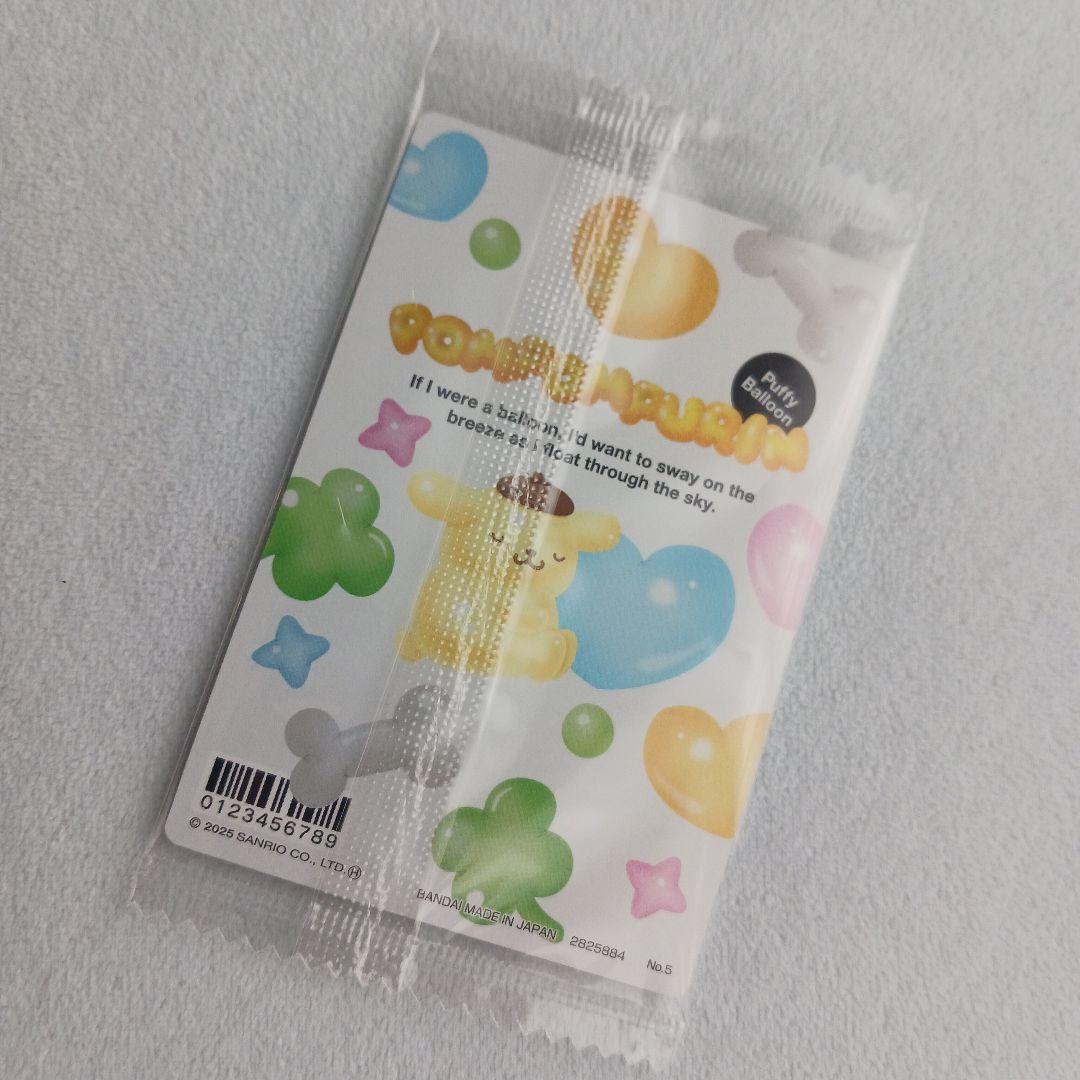 POMPOMPURIN
Puffy
Balloon
If I were a balloon, I'd want to sway on the
breeze as I float through the sky.
0123456789
© 2025 SANRIO CO., LTD. Ⓗ
BANDAI MADE IN JAPAN 2825884 No.5